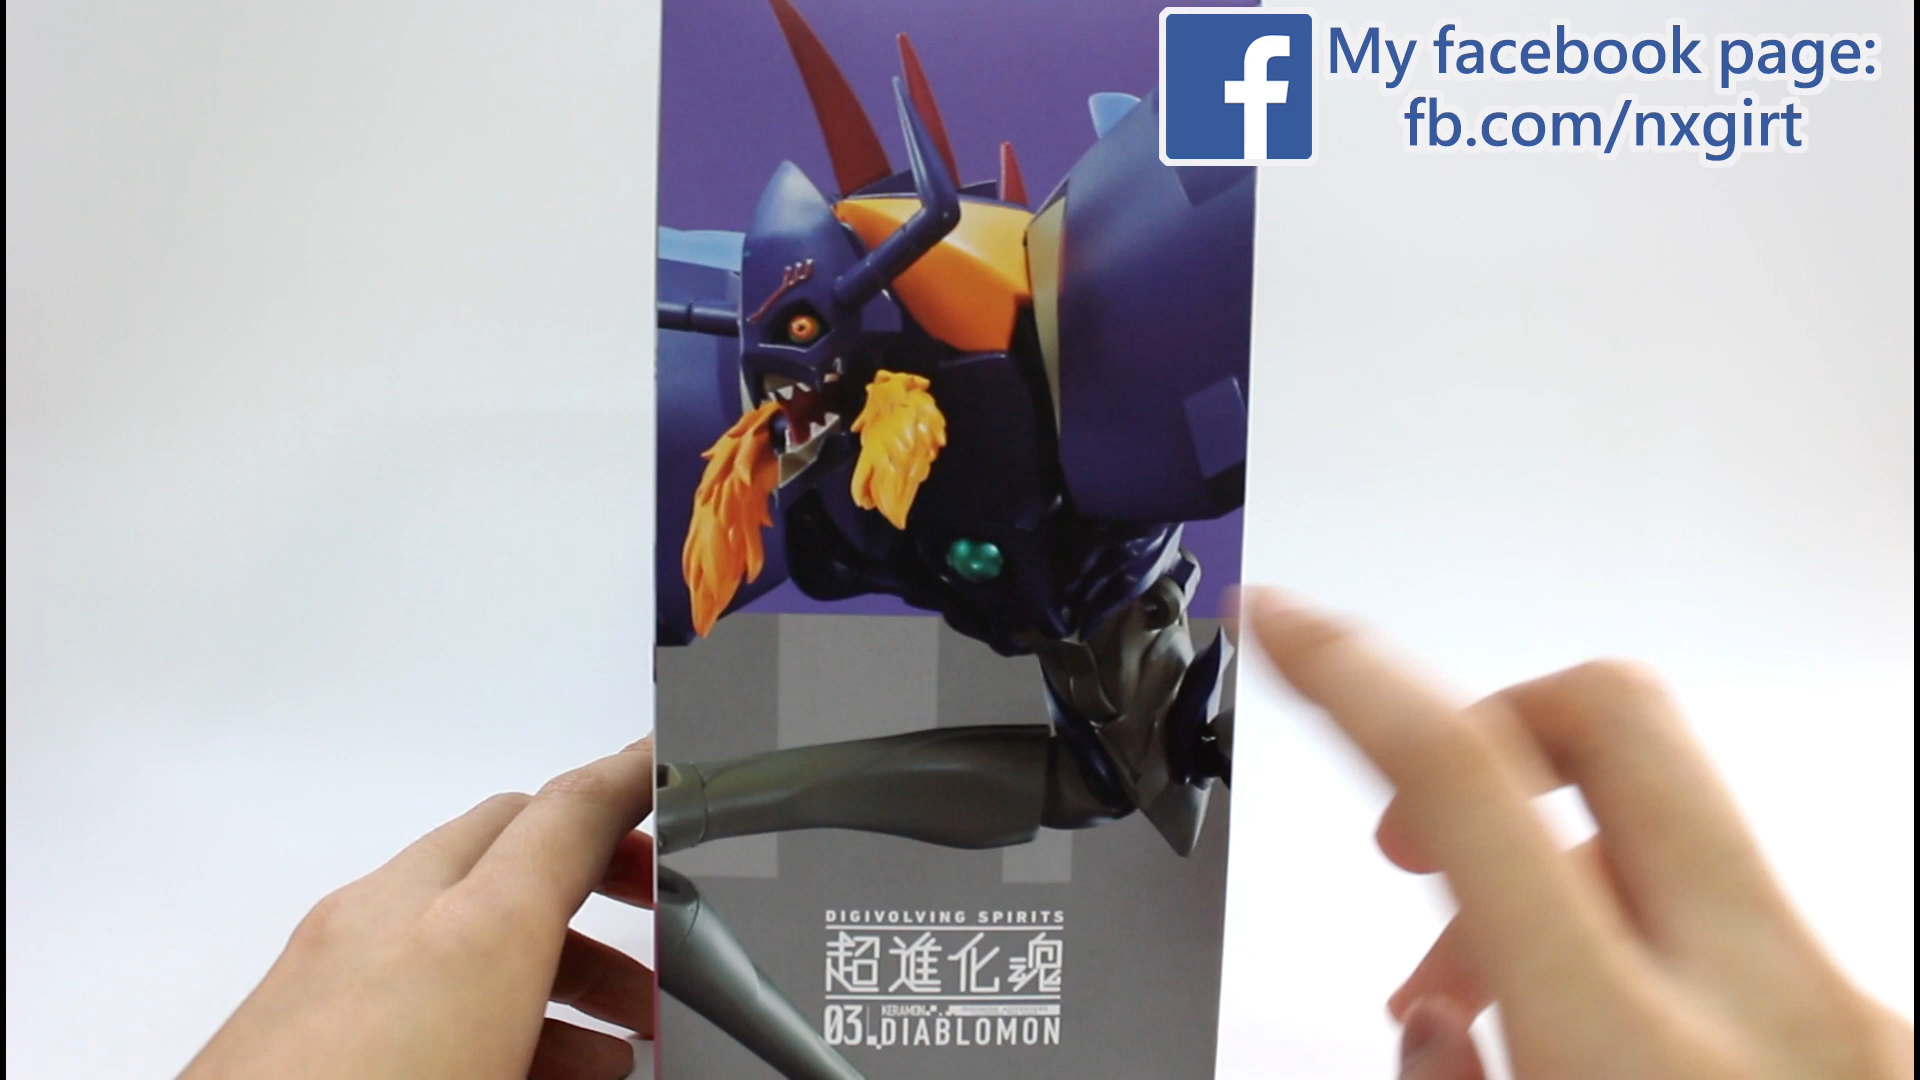 My facebook page:
fb.com/nxgirt
DIGIVOLVING SPIRITS
超進化魂
03.
KERAMON
DIABLOMON